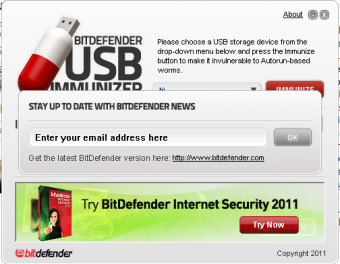 About
BITDEFENDER
USB
IMMUNIZER
Please choose a USB storage device from the
drop-down menu below and press the Immunize
button to make it invulnerable to Autorun-based
worms.
IMMUNIZE
STAY UP TO DATE WITH BITDEFENDER NEWS
Enter your email address here
OK
Get the latest BitDefender version here: http://www.bitdefender.com
Try BitDefender Internet Security 2011
Try Now
bitdefender
Copyright 2011